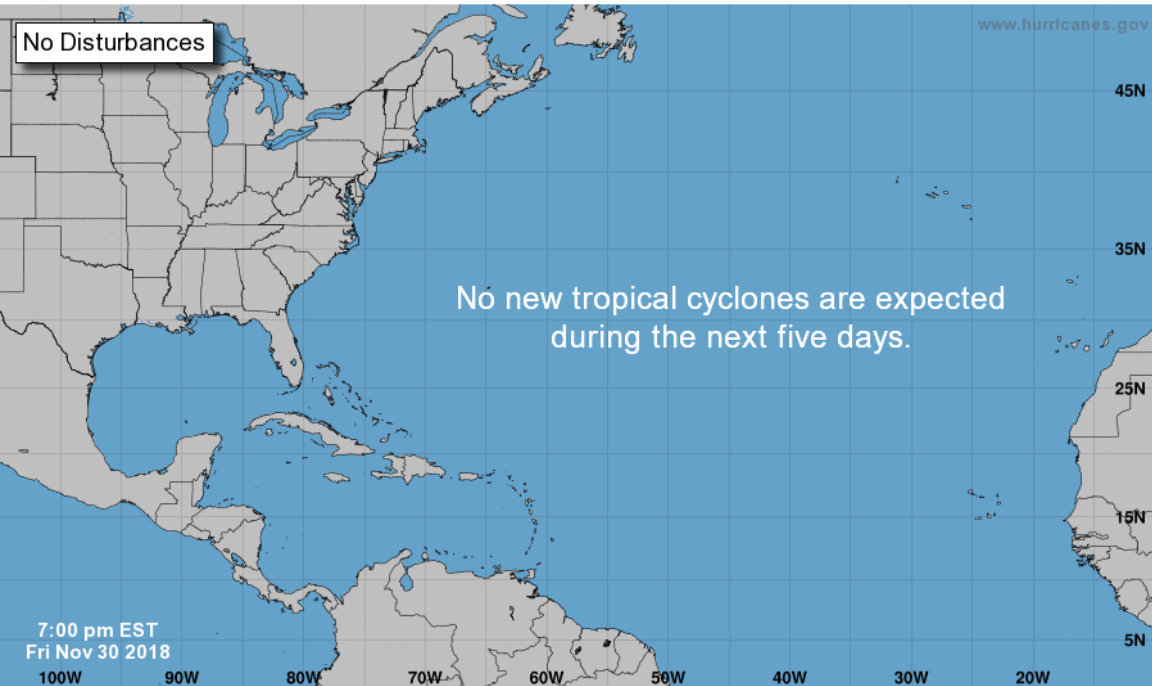 www.hurricanes.gov
No Disturbances
45N
35N
No new tropical cyclones are expected
during the next five days.
25N
15N
7:00 pm EST
Fri Nov 30 2018
5N
100W 90W 80W 70W 60W 50W 40W 30W 20W